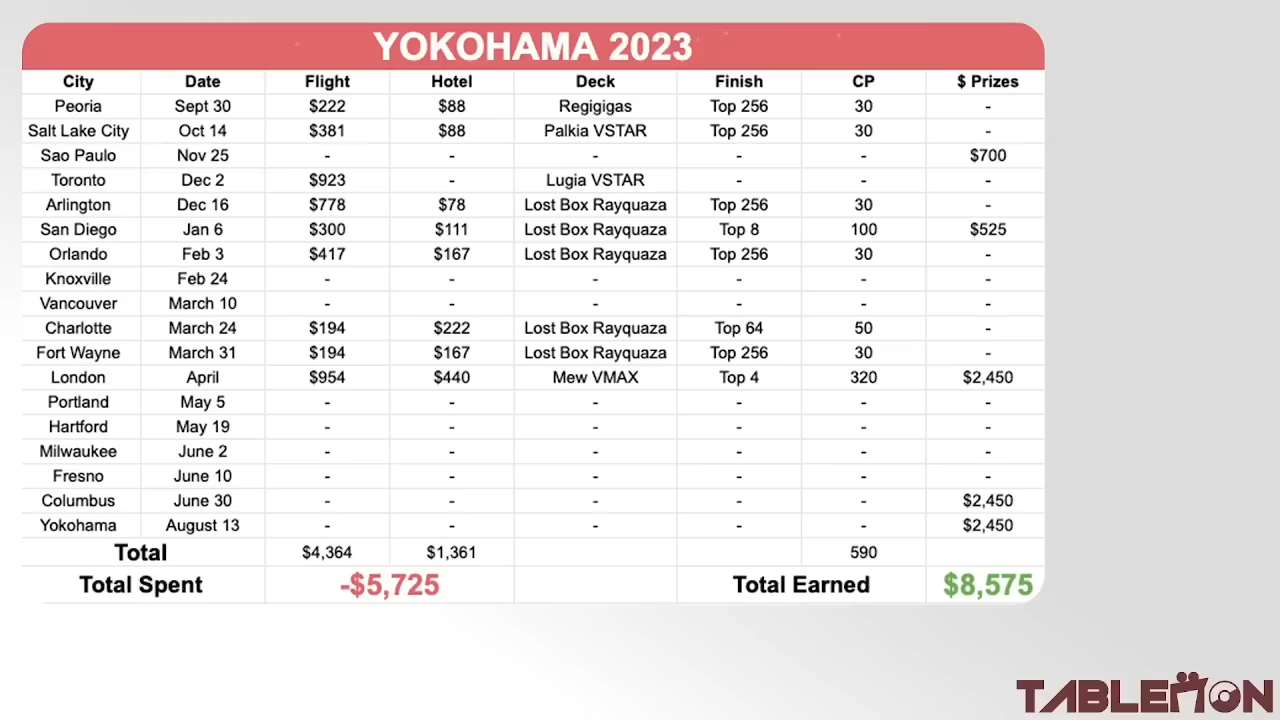 YOKOHAMA 2023
City Date Flight Hotel Deck Finish CP $ Prizes
Peoria Sept 30 $222 $88 Regigigas Top 256 30 -
Salt Lake City Oct 14 $381 $88 Palkia VSTAR Top 256 30 -
Sao Paulo Nov 25 - - - - - $700
Toronto Dec 2 $923 - Lugia VSTAR - - -
Arlington Dec 16 $778 $78 Lost Box Rayquaza Top 256 30 -
San Diego Jan 6 $300 $111 Lost Box Rayquaza Top 8 100 $525
Orlando Feb 3 $417 $167 Lost Box Rayquaza Top 256 30 -
Knoxville Feb 24 - - - - - -
Vancouver March 10 - - - - - -
Charlotte March 24 $194 $222 Lost Box Rayquaza Top 64 50 -
Fort Wayne March 31 $194 $167 Lost Box Rayquaza Top 256 30 -
London April $954 $440 Mew VMAX Top 4 320 $2,450
Portland May 5 - - - - - -
Hartford May 19 - - - - - -
Milwaukee June 2 - - - - - -
Fresno June 10 - - - - - -
Columbus June 30 - - - - - $2,450
Yokohama August 13 - - - - - $2,450
Total $4,364 $1,361 590
Total Spent -$5,725 Total Earned $8,575
TABLEMON